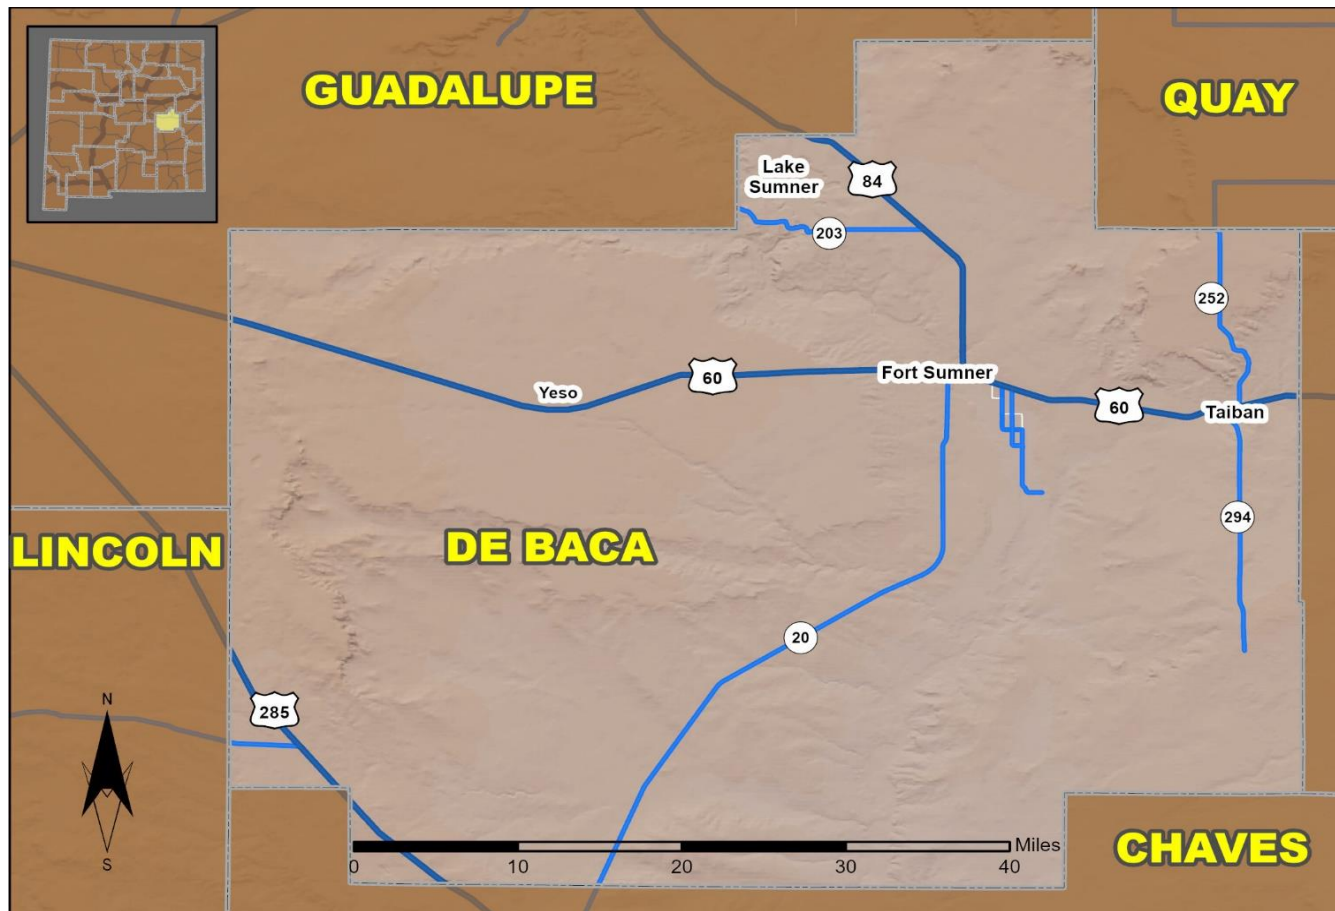 GUADALUPE
QUAY
Lake
Sumner
84
203
252
Fort Sumner
60
Yeso
60
Taiban
294
LINCOLN
DE BACA
20
285
N
S
Miles
0 10 20 30 40
CHAVES